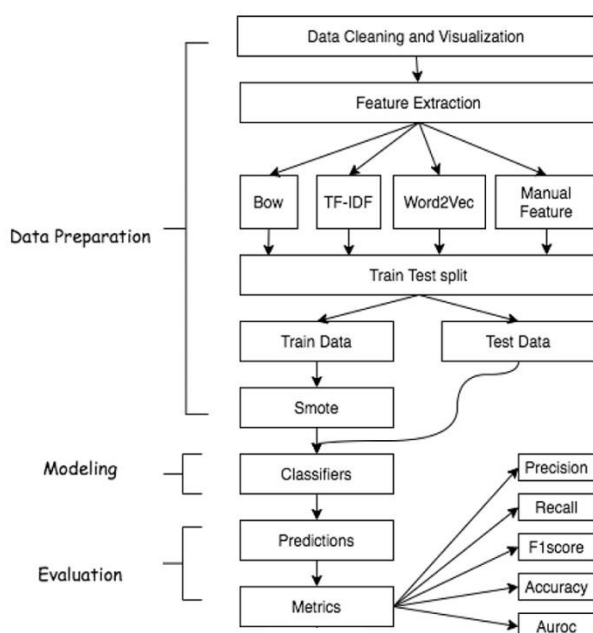 Data Cleaning and Visualization
Feature Extraction
Bow
TF-IDF
Word2Vec
Manual
Feature
Data Preparation
Train Test split
Train Data
Test Data
Smote
Modeling
Classifiers
Precision
Recall
Predictions
F1score
Evaluation
Accuracy
Metrics
Auroc